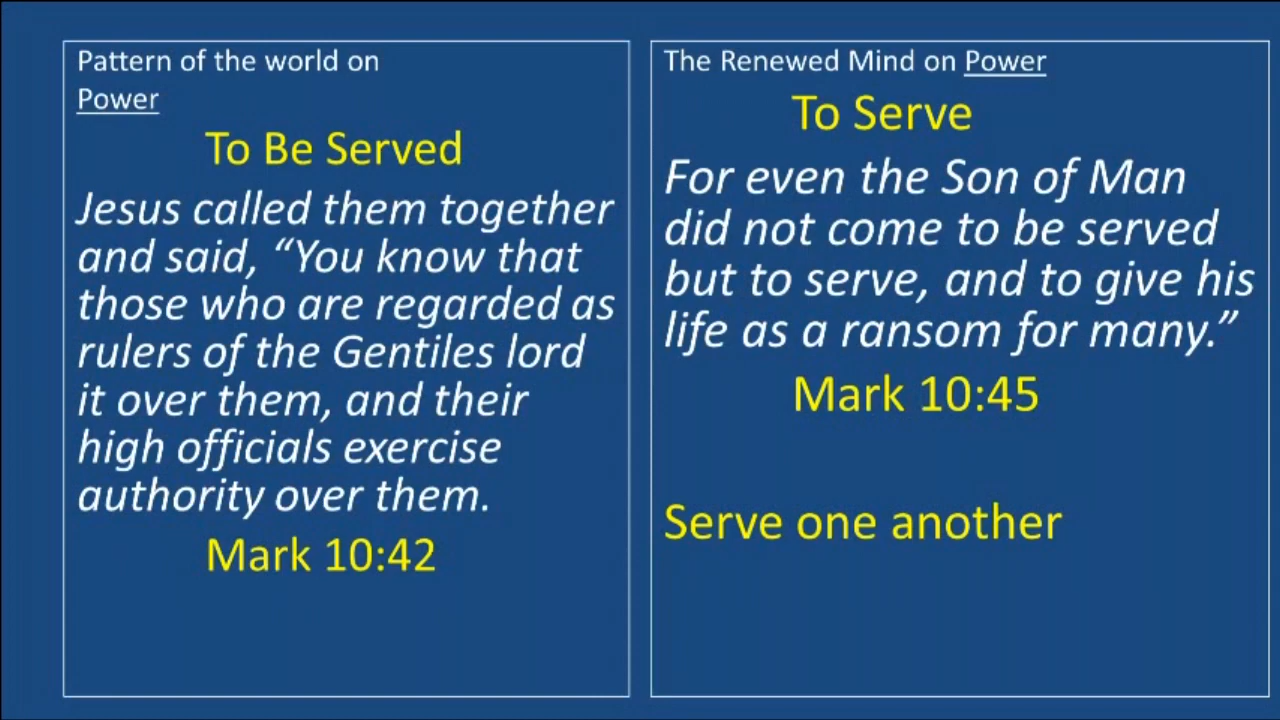 Pattern of the world on
Power
To Be Served
Jesus called them together
and said, “You know that
those who are regarded as
rulers of the Gentiles lord
it over them, and their
high officials exercise
authority over them.
Mark 10:42
The Renewed Mind on Power
To Serve
For even the Son of Man
did not come to be served
but to serve, and to give his
life as a ransom for many.”
Mark 10:45
Serve one another